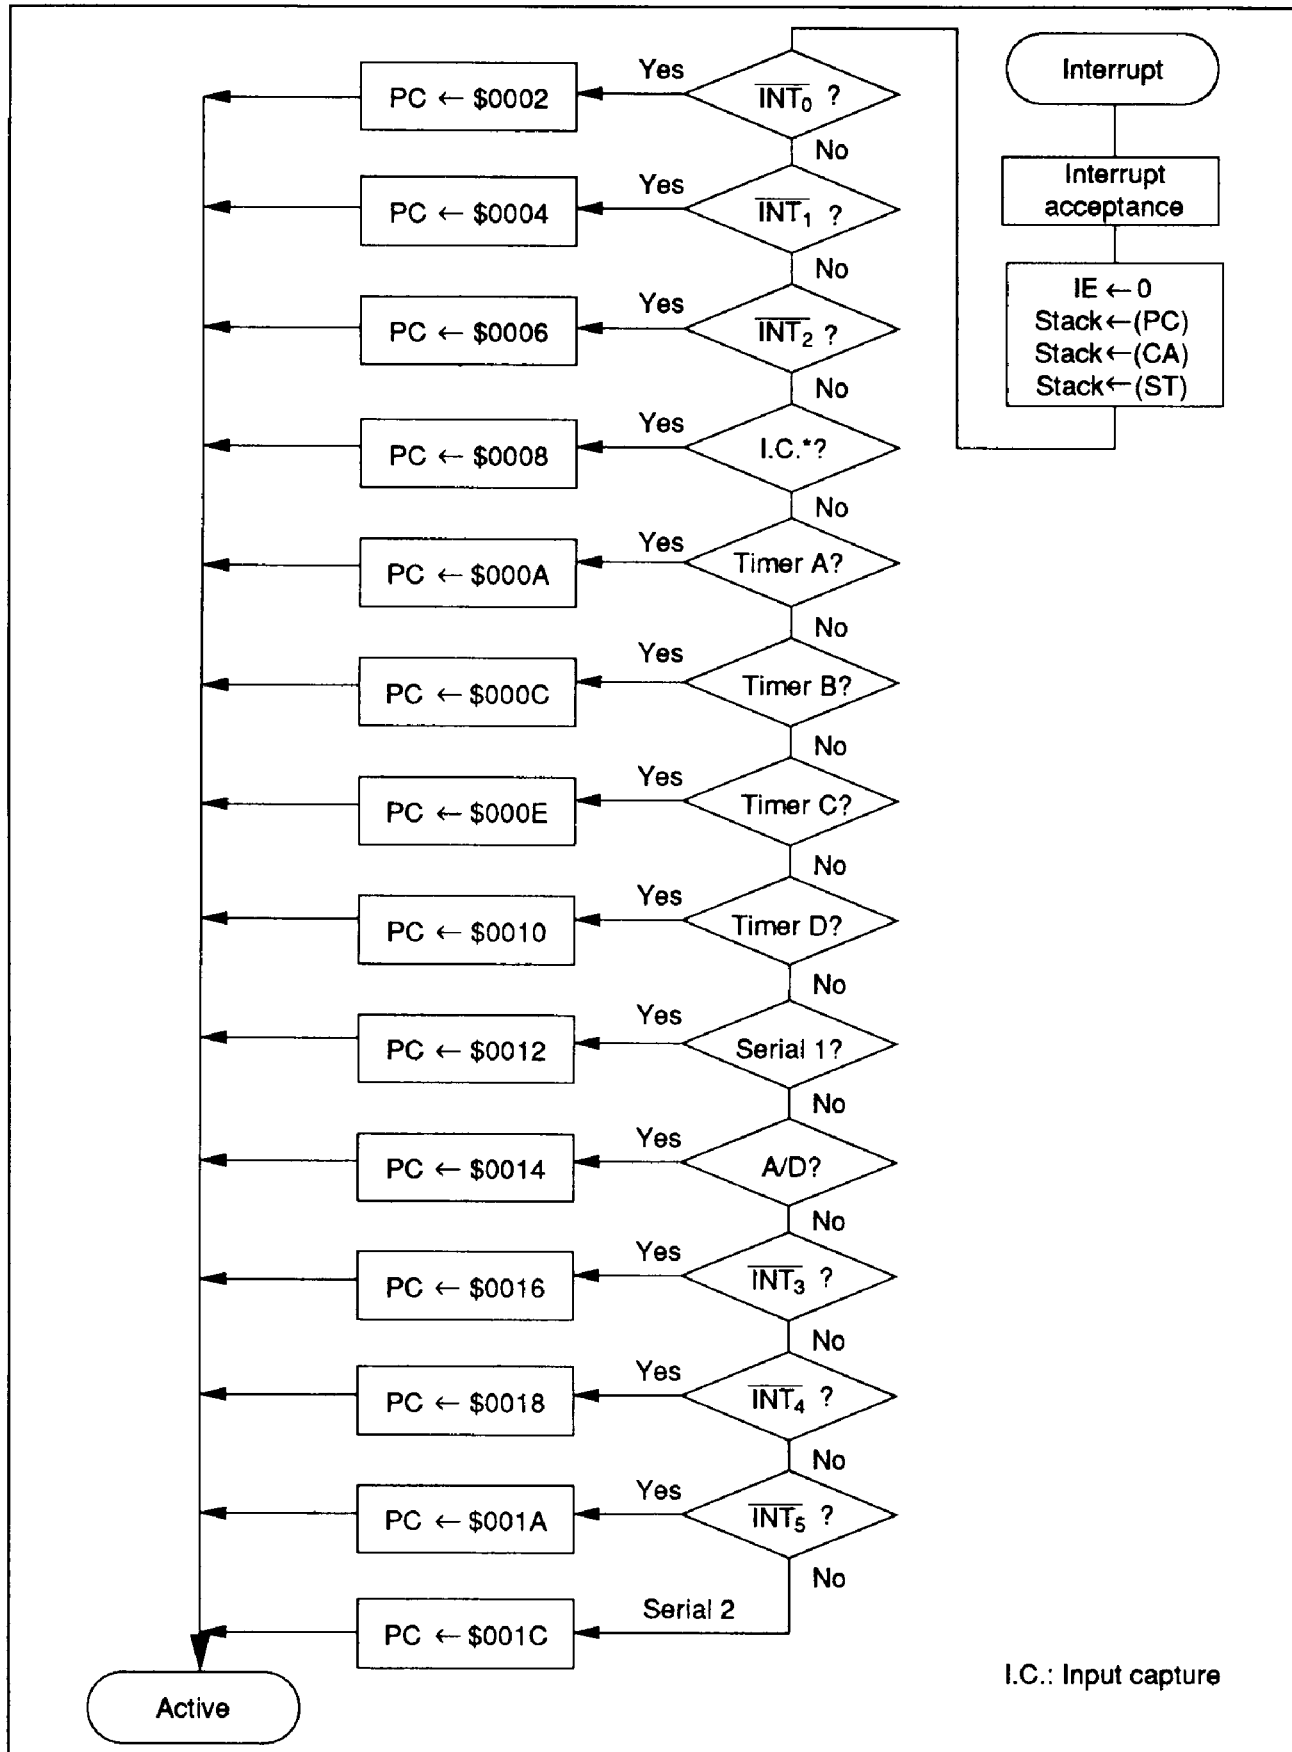 Interrupt
Interrupt
acceptance
IE ← 0
Stack←(PC)
Stack←(CA)
Stack←(ST)
INT0 ?
Yes
PC ← $0002
No
INT1 ?
Yes
PC ← $0004
No
INT2 ?
Yes
PC ← $0006
No
I.C.*?
Yes
PC ← $0008
No
Timer A?
Yes
PC ← $000A
No
Timer B?
Yes
PC ← $000C
No
Timer C?
Yes
PC ← $000E
No
Timer D?
Yes
PC ← $0010
No
Serial 1?
Yes
PC ← $0012
No
A/D?
Yes
PC ← $0014
No
INT3 ?
Yes
PC ← $0016
No
INT4 ?
Yes
PC ← $0018
No
INT5 ?
Yes
PC ← $001A
No
Serial 2
PC ← $001C
Active
I.C.: Input capture